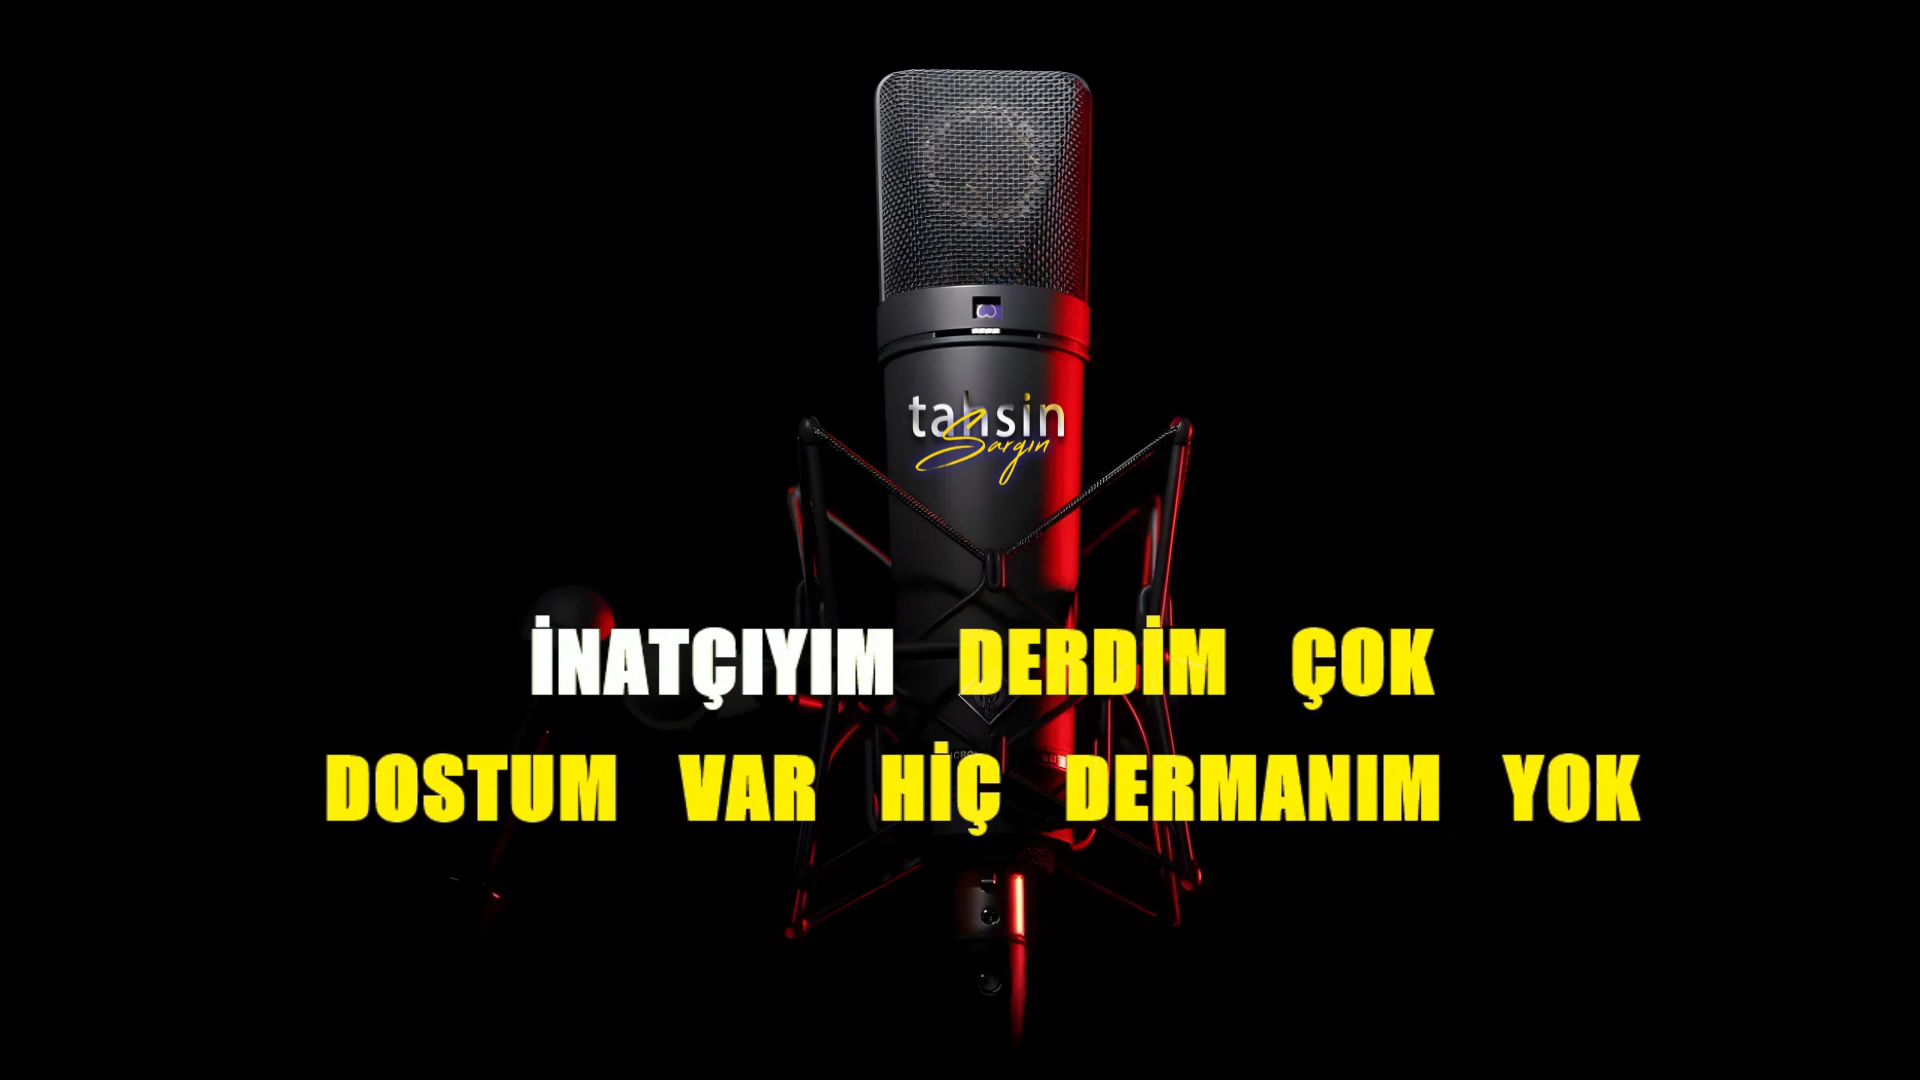 tahsin
Sargın
İNATÇIYIM DERDİM ÇOK
DOSTUM VAR HİÇ DERMANIM YOK